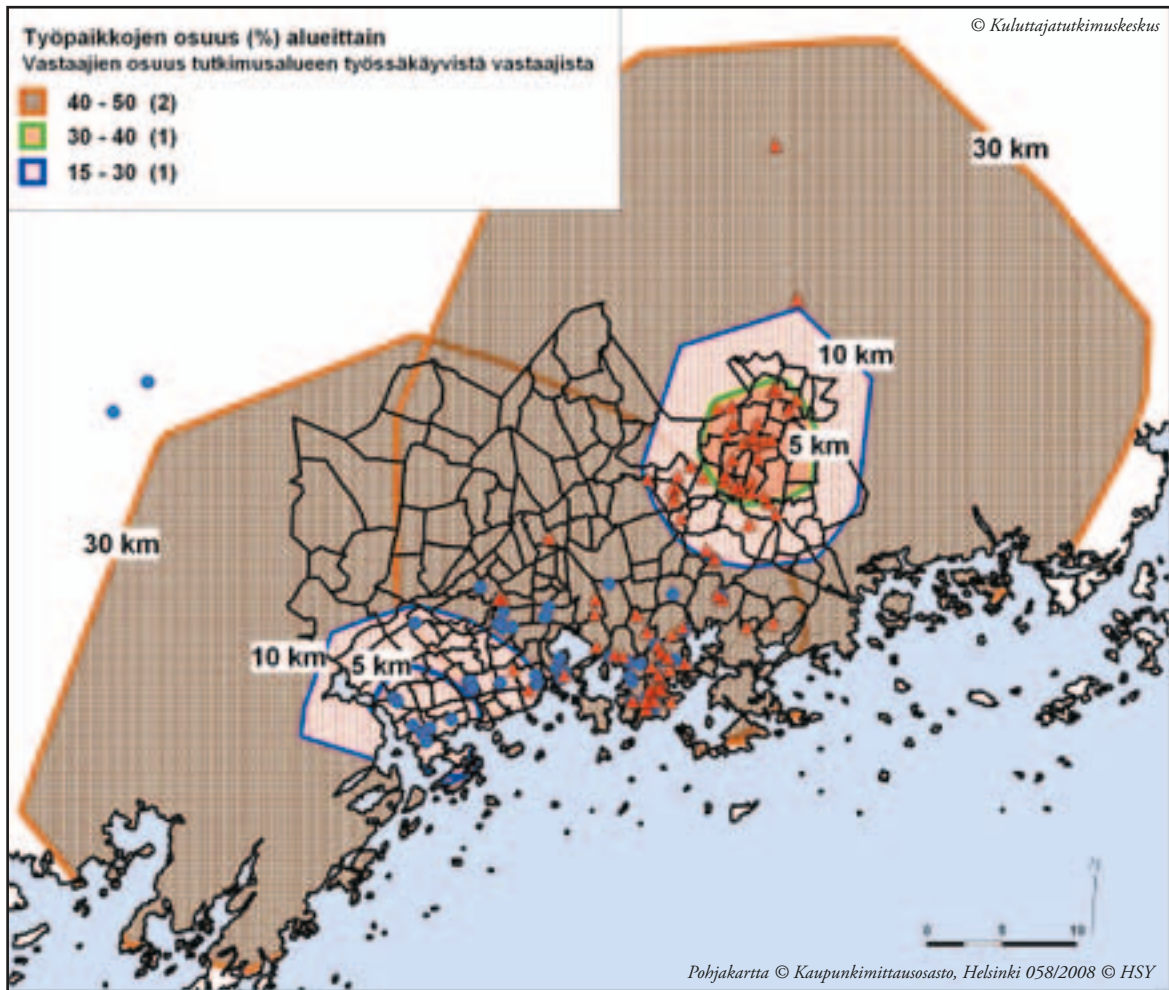 © Kuluttajatutkimuskeskus
Työpaikkojen osuus (%) alueittain
Vastaajien osuus tutkimusalueen työssäkäyvistä vastaajista
40 - 50 (2)
30 - 40 (1)
15 - 30 (1)
30 km
10 km
5 km
30 km
10 km
5 km
0 5 10
Pohjakartta © Kaupunkimittausosasto, Helsinki 058/2008 © HSY